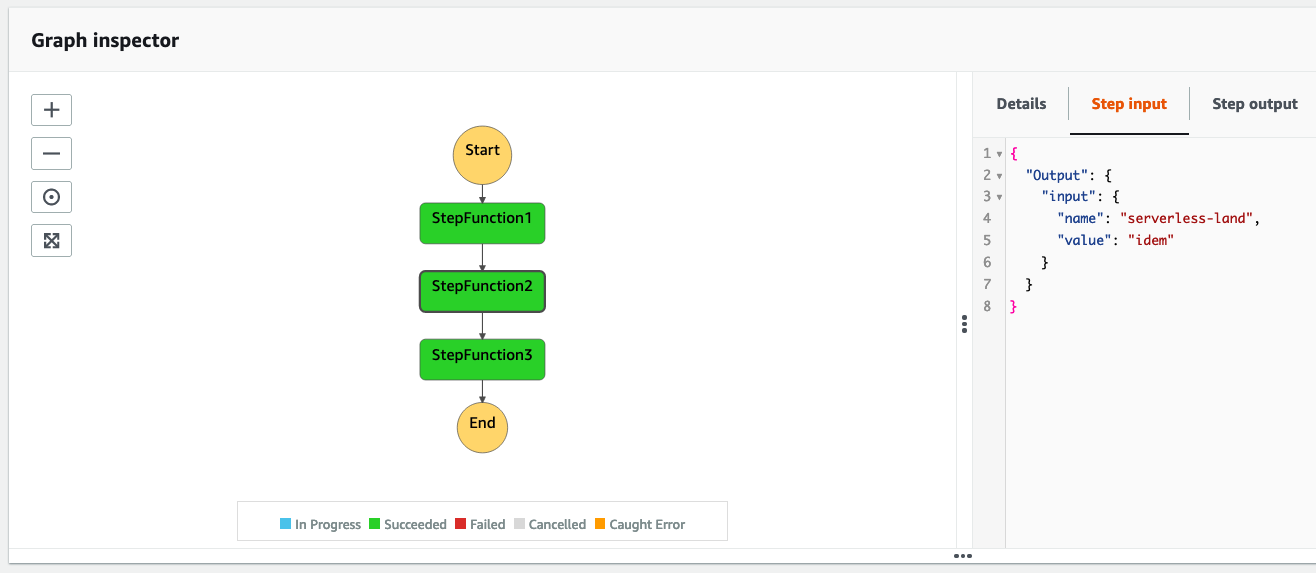 Graph inspector
Start
StepFunction1
StepFunction2
StepFunction3
End
In Progress Succeeded Failed Cancelled Caught Error
Details Step input Step output
1 {
2 "Output": {
3 "input": {
4 "name": "serverless-land",
5 "value": "idem"
6 }
7 }
8 }